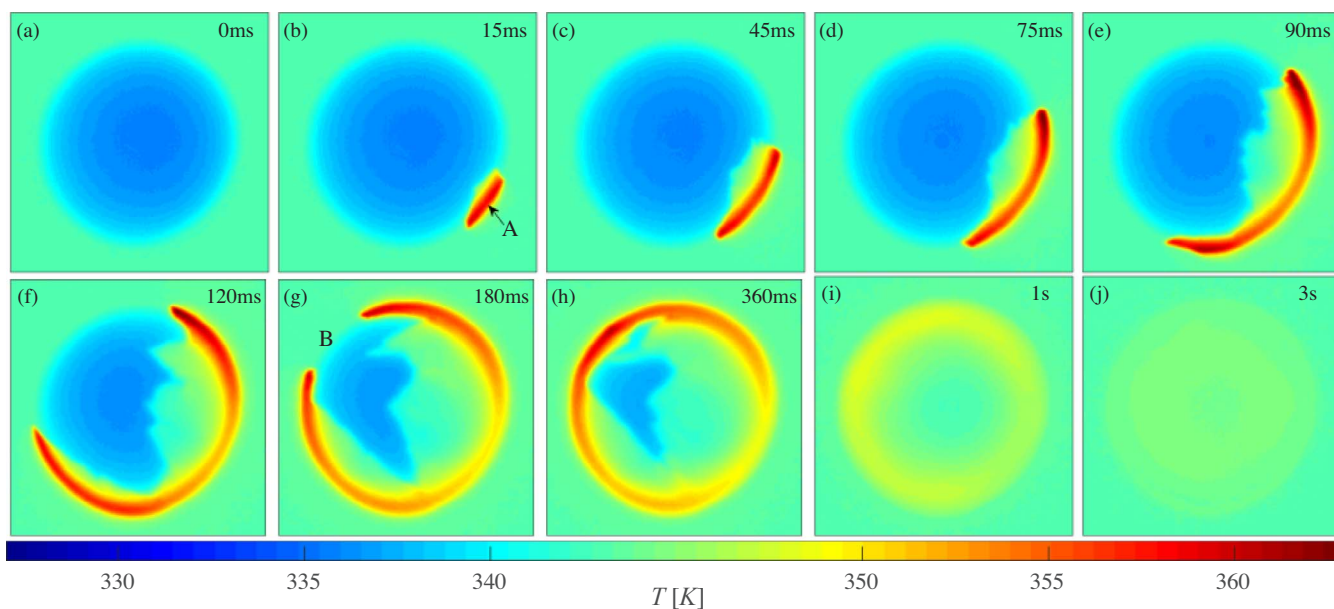 (a) 0ms (b) 15ms (c) 45ms (d) 75ms (e) 90ms
A
(f) 120ms (g) 180ms (h) 360ms (i) 1s (j) 3s
B
330 335 340 350 355 360
T [K]